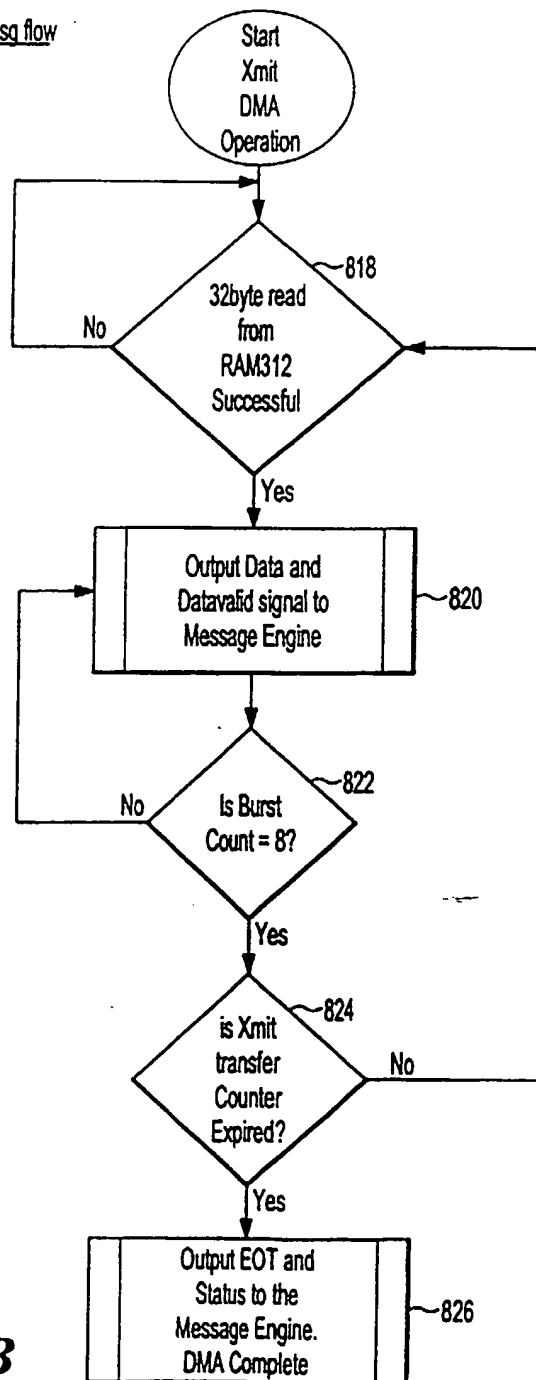 sg flow
Start
Xmit
DMA
Operation
818
32byte read
from
RAM312
Successful
No
Yes
Output Data and
Datavalid signal to
Message Engine
820
822
No
Is Burst
Count = 8?
Yes
824
is Xmit
transfer
Counter
Expired?
No
Yes
Output EOT and
Status to the
Message Engine.
DMA Complete
826